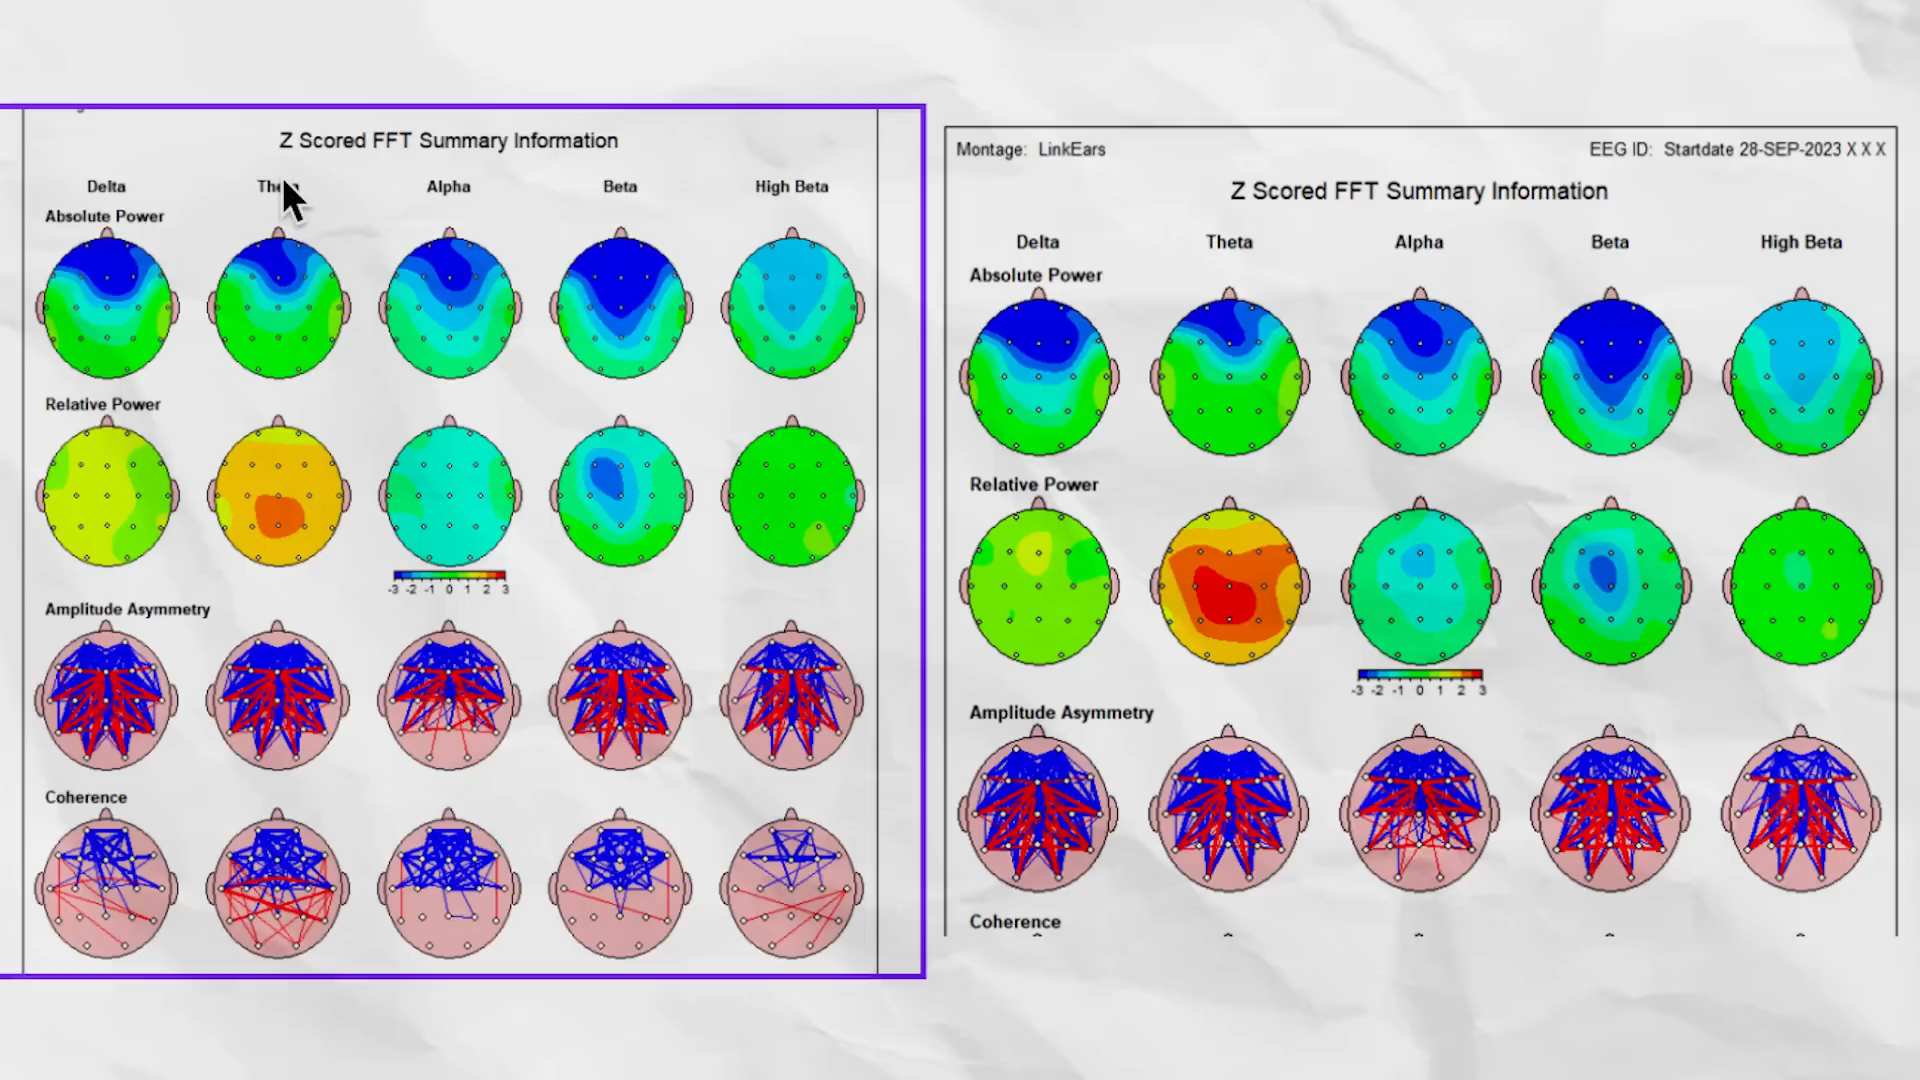 Z Scored FFT Summary Information
Delta Alpha Beta High Beta
Absolute Power
Relative Power
-3 -2 -1 0 1 2 3
Amplitude Asymmetry
Coherence
Montage: LinkEars EEG ID: Startdate 28-SEP-2023 X X X
Z Scored FFT Summary Information
Delta Theta Alpha Beta High Beta
Absolute Power
Relative Power
-3 -2 -1 0 1 2 3
Amplitude Asymmetry
Coherence